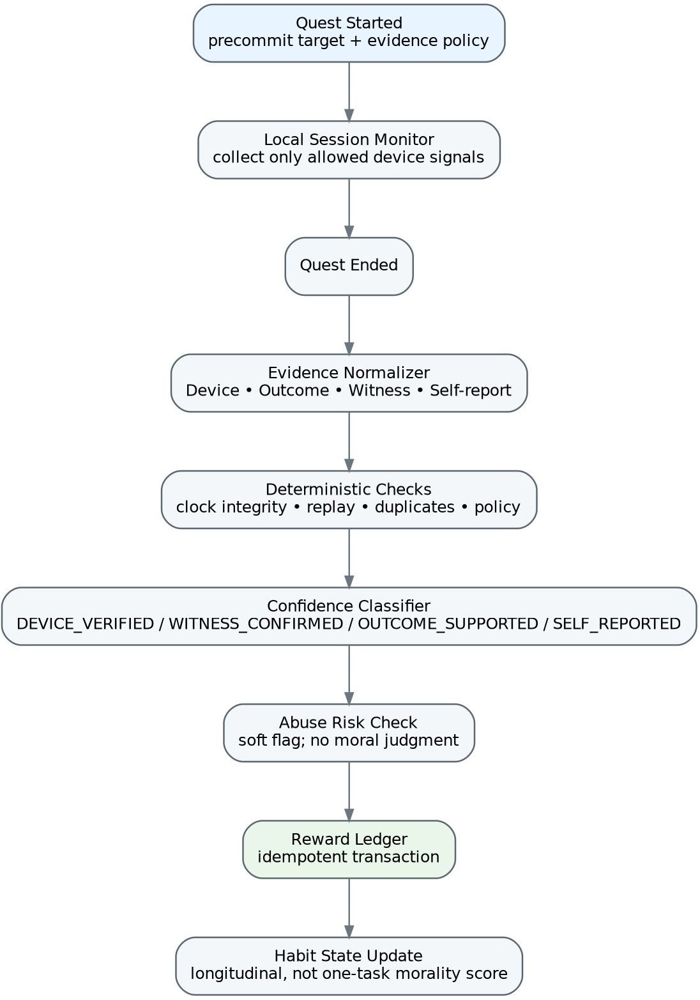 Quest Started
precommit target + evidence policy
Local Session Monitor
collect only allowed device signals
Quest Ended
Evidence Normalizer
Device • Outcome • Witness • Self-report
Deterministic Checks
clock integrity • replay • duplicates • policy
Confidence Classifier
DEVICE_VERIFIED / WITNESS_CONFIRMED / OUTCOME_SUPPORTED / SELF_REPORTED
Abuse Risk Check
soft flag; no moral judgment
Reward Ledger
idempotent transaction
Habit State Update
longitudinal, not one-task morality score